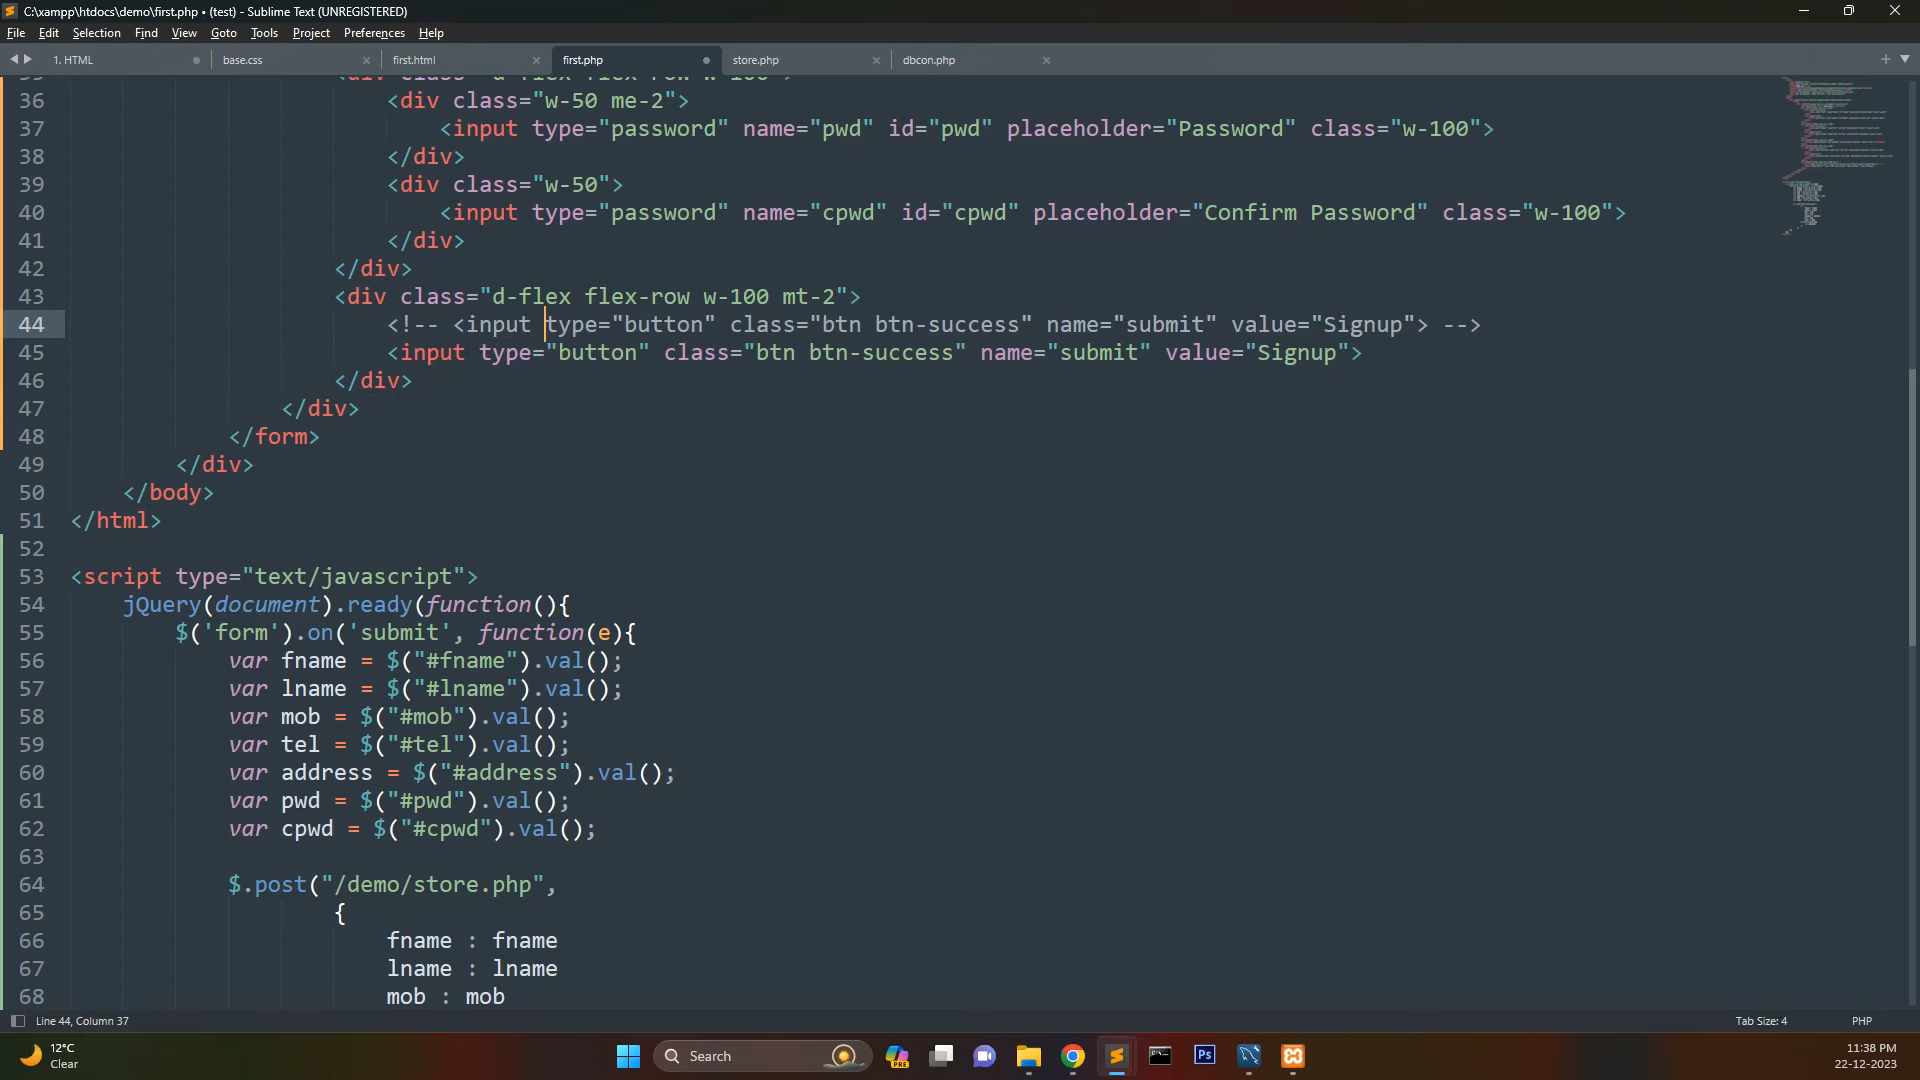 C:\xampp\htdocs\demo\first.php • (test) - Sublime Text (UNREGISTERED)
File Edit Selection Find View Goto Tools Project Preferences Help
1. HTML base.css first.html first.php store.php dbcon.php
35 <div class="d-flex flex-row w-100">
36 <div class="w-50 me-2">
37 <input type="password" name="pwd" id="pwd" placeholder="Password" class="w-100">
38 </div>
39 <div class="w-50">
40 <input type="password" name="cpwd" id="cpwd" placeholder="Confirm Password" class="w-100">
41 </div>
42 </div>
43 <div class="d-flex flex-row w-100 mt-2">
44 <!-- <input type="button" class="btn btn-success" name="submit" value="Signup"> -->
45 <input type="button" class="btn btn-success" name="submit" value="Signup">
46 </div>
47 </div>
48 </form>
49 </div>
50 </body>
51 </html>
52
53 <script type="text/javascript">
54 jQuery(document).ready(function(){
55 $('form').on('submit', function(e){
56 var fname = $("#fname").val();
57 var lname = $("#lname").val();
58 var mob = $("#mob").val();
59 var tel = $("#tel").val();
60 var address = $("#address").val();
61 var pwd = $("#pwd").val();
62 var cpwd = $("#cpwd").val();
63
64 $.post("/demo/store.php",
65 {
66 fname : fname
67 lname : lname
68 mob : mob
Line 44, Column 37 Tab Size: 4 PHP
12°C
Clear
Search
PRE
Ps
11:38 PM
22-12-2023